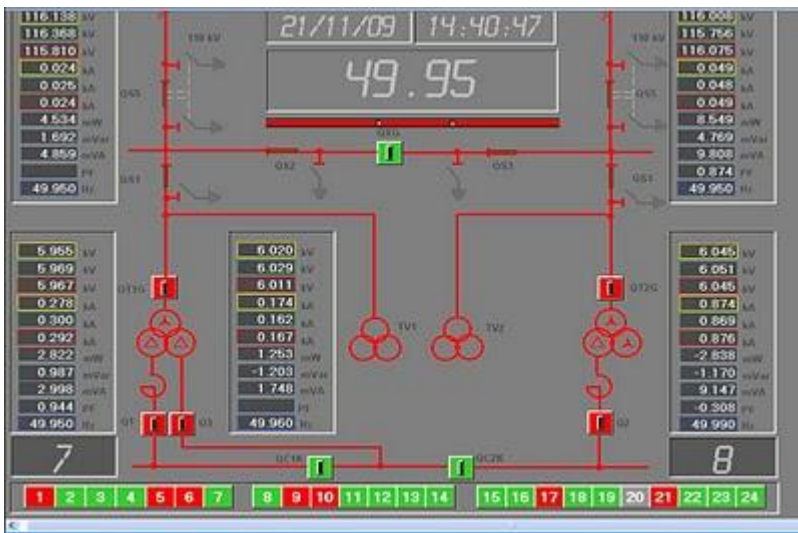 116.138 kV
116.368 kV
115.810 kV
0.024 kA
0.025 kA
0.024 kA
4.534 mW
1.692 mVar
4.859 mVA
PF
49.950 Hz
21/11/09 14:40:47
49.95
116.008 kV
115.756 kV
116.075 kV
0.049 kA
0.048 kA
0.049 kA
8.549 mW
4.769 mVar
9.808 mVA
0.874 PF
49.950 Hz
110 kV
110 kV
QS5
QS5
QS2
QS3
QS1
QS1
5.955 kV
5.969 kV
5.967 kV
0.278 kA
0.300 kA
0.292 kA
2.822 mW
0.987 mVar
2.998 mVA
0.944 PF
49.950 Hz
6.020 kV
6.029 kV
6.011 kV
0.174 kA
0.162 kA
0.167 kA
1.253 mW
-1.203 mVar
1.748 mVA
PF
49.960 Hz
6.045 kV
6.051 kV
6.045 kV
0.874 kA
0.869 kA
0.876 kA
-2.838 mW
-1.170 mVar
9.147 mVA
-0.308 PF
49.990 Hz
TV1
TV2
QT2G
Q1
Q3
Q2
7
QC1K
QC2K
8
1 2 3 4 5 6 7 8 9 10 11 12 13 14 15 16 17 18 19 20 21 22 23 24